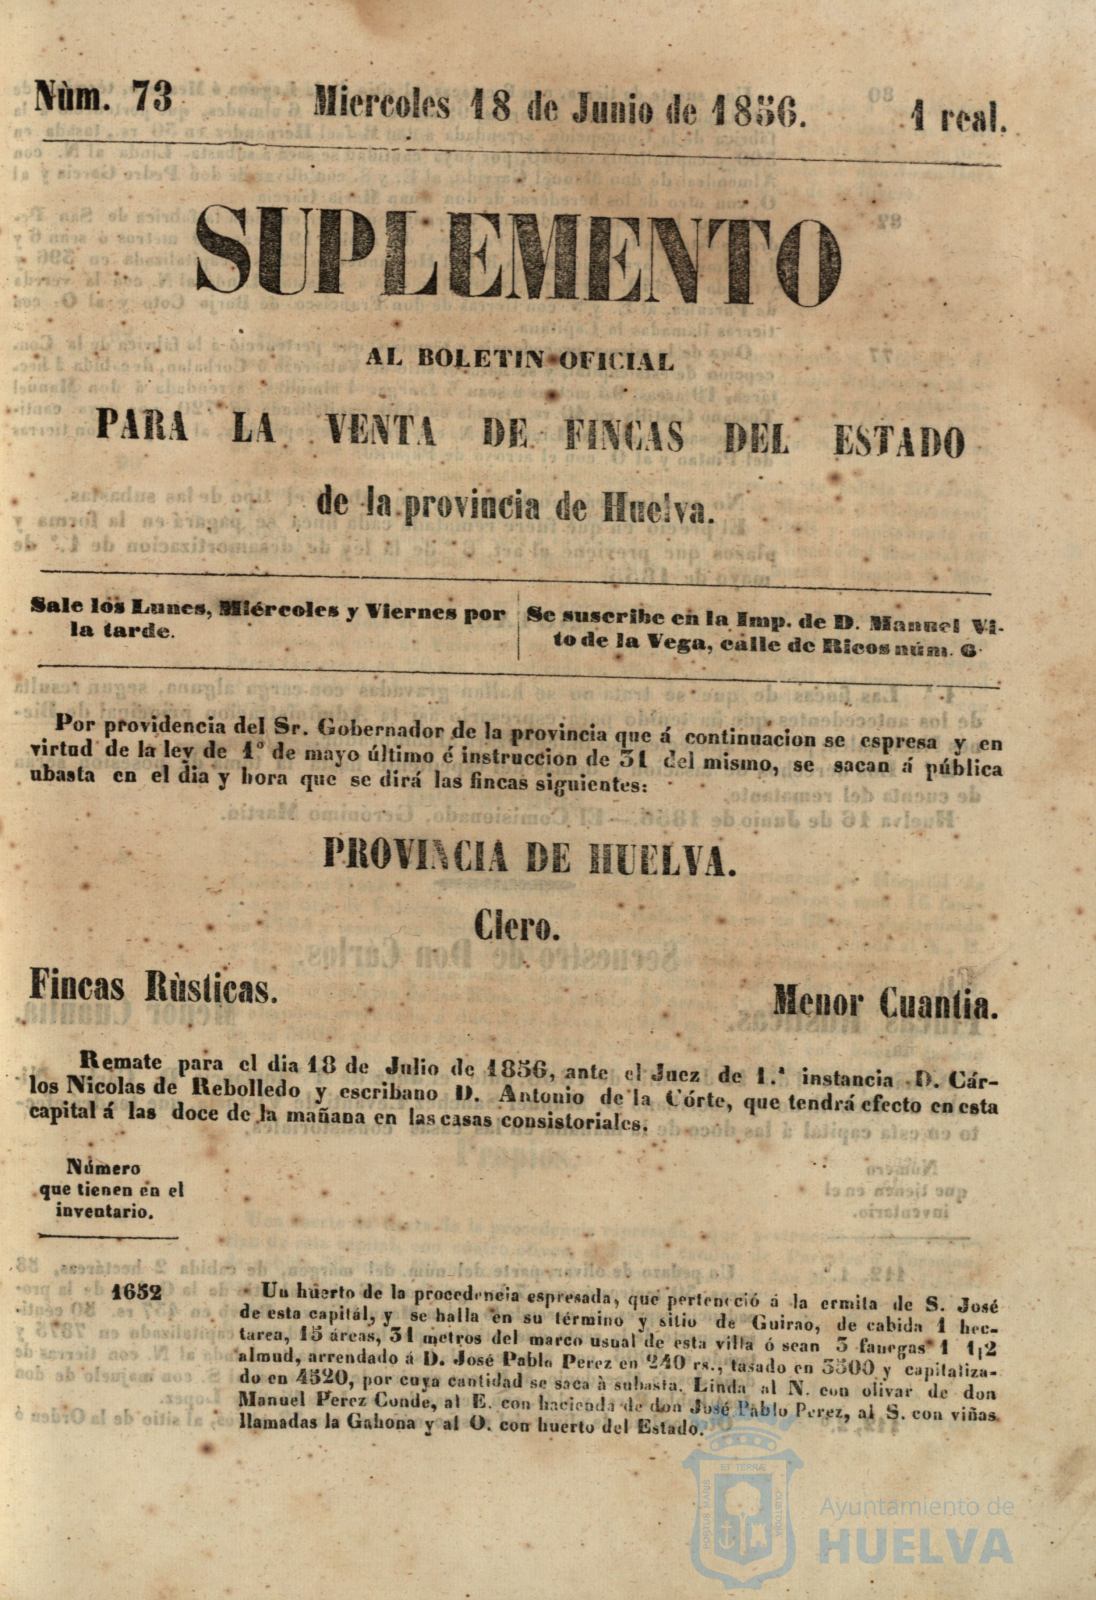 Nùm. 73 Miercoles 18 de Junio de 1856. 1 real.
SUPLEMENTO
AL BOLETIN OFICIAL
PARA LA VENTA DE FINCAS DEL ESTADO
de la provincia de Huelva.
Sale los Lunes, Miércoles y Viernes por
la tarde.
Se suscribe en la Imp. de D. Manuel Vi-
to de la Vega, calle de Ricos núm. 6
Por providencia del Sr. Gobernador de la provincia que á continuacion se espresa y en
virtud de la ley de 1º de mayo último é instruccion de 31 del mismo, se sacan á pública
ubasta en el dia y hora que se dirá las fincas siguientes:
PROVINCIA DE HUELVA.
Clero.
Fincas Rùsticas. Menor Cuantia.
Remate para el dia 18 de Julio de 1856, ante el Juez de 1.ª instancia D. Cár-
los Nicolas de Rebolledo y escribano D. Antonio de la Córte, que tendrá efecto en esta
capital á las doce de la mañana en las casas consistoriales.
Número
que tienen en el
inventario.
1652 Un huerto de la procedencia espresada, que perteneció á la ermita de S. José
de esta capital, y se halla en su término y sitio de Guirao, de cabida 1 hec-
tarea, 15 áreas, 31 metros del marco usual de esta villa ó sean 3 fanegas 1 1¡2
almud, arrendado á D. José Pablo Perez en 240 rs., tasado en 3500 y capitaliza-
do en 4320, por cuya cantidad se saca à subasta. Linda al N. con olivar de don
Manuel Perez Conde, al E. con hacienda de don José Pablo Perez, al S. con viñas
llamadas la Gahona y al O. con huerto del Estado.
PORTUS MARIS
ET TERRÆ
CUSTODIA
Ayuntamiento de
HUELVA